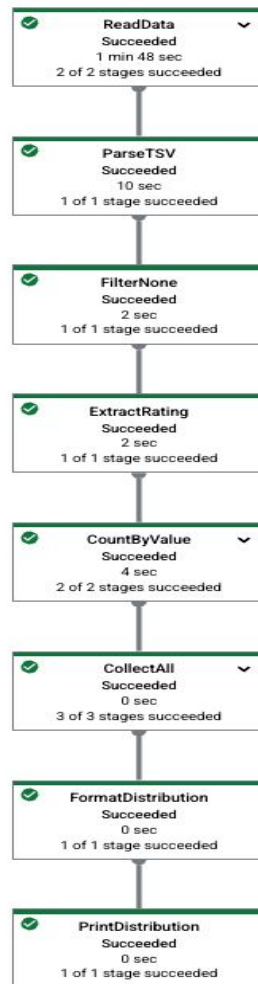 ReadData
Succeeded
1 min 48 sec
2 of 2 stages succeeded
ParseTSV
Succeeded
10 sec
1 of 1 stage succeeded
FilterNone
Succeeded
2 sec
1 of 1 stage succeeded
ExtractRating
Succeeded
2 sec
1 of 1 stage succeeded
CountByValue
Succeeded
4 sec
2 of 2 stages succeeded
CollectAll
Succeeded
0 sec
3 of 3 stages succeeded
FormatDistribution
Succeeded
0 sec
1 of 1 stage succeeded
PrintDistribution
Succeeded
0 sec
1 of 1 stage succeeded